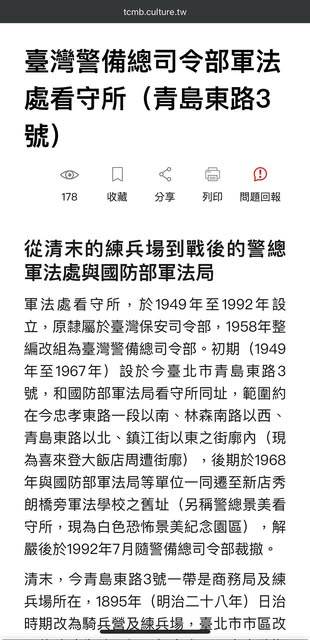 tcmb.culture.tw
臺灣警備總司令部軍法
處看守所（青島東路3
號）
178 收藏 分享 列印 問題回報
從清末的練兵場到戰後的警總
軍法處與國防部軍法局
軍法處看守所，於1949年至1992年設
立，原隸屬於臺灣保安司令部，1958年整
編改組為臺灣警備總司令部。初期（1949
年至1967年）設於今臺北市青島東路3
號，和國防部軍法局看守所同址，範圍約
在今忠孝東路一段以南、林森南路以西、
青島東路以北、鎮江街以東之街廓內（現
為喜來登大飯店周遭街廓），後期於1968
年與國防部軍法局等單位一同遷至新店秀
朗橋旁軍法學校之舊址（另稱警總景美看
守所，現為白色恐怖景美紀念園區），解
嚴後於1992年7月隨警備總司令部裁撤。
清末，今青島東路3號一帶是商務局及練
兵場所在，1895年（明治二十八年）日治
時期改為騎兵營及練兵場，臺北市市區改